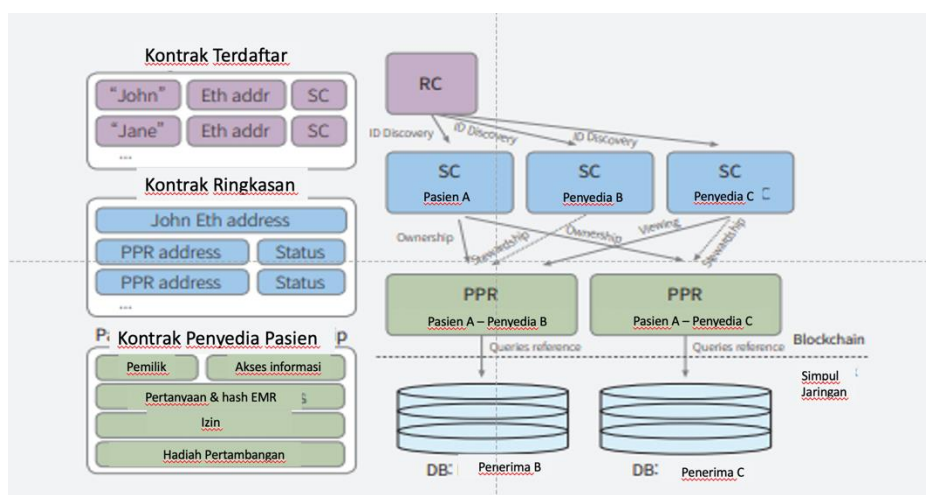 Kontrak Terdaftar
"John" Eth addr SC
"Jane" Eth addr SC
...
Kontrak Ringkasan
John Eth address
PPR address Status
PPR address Status
...
Kontrak Penyedia Pasien
Pemilik Akses informasi
Pertanyaan & hash EMR
Izin
Hadiah Pertambangan
RC
ID Discovery ID Discovery ID Discovery
SC
Pasien A
SC
Penyedia B
SC
Penyedia C
Ownership Stewardship Ownership Viewing Stewardship
PPR
Pasien A – Penyedia B
PPR
Pasien A – Penyedia C
Queries reference Queries reference
Blockchain
Simpul
Jaringan
DB: Penerima B
DB: Penerima C